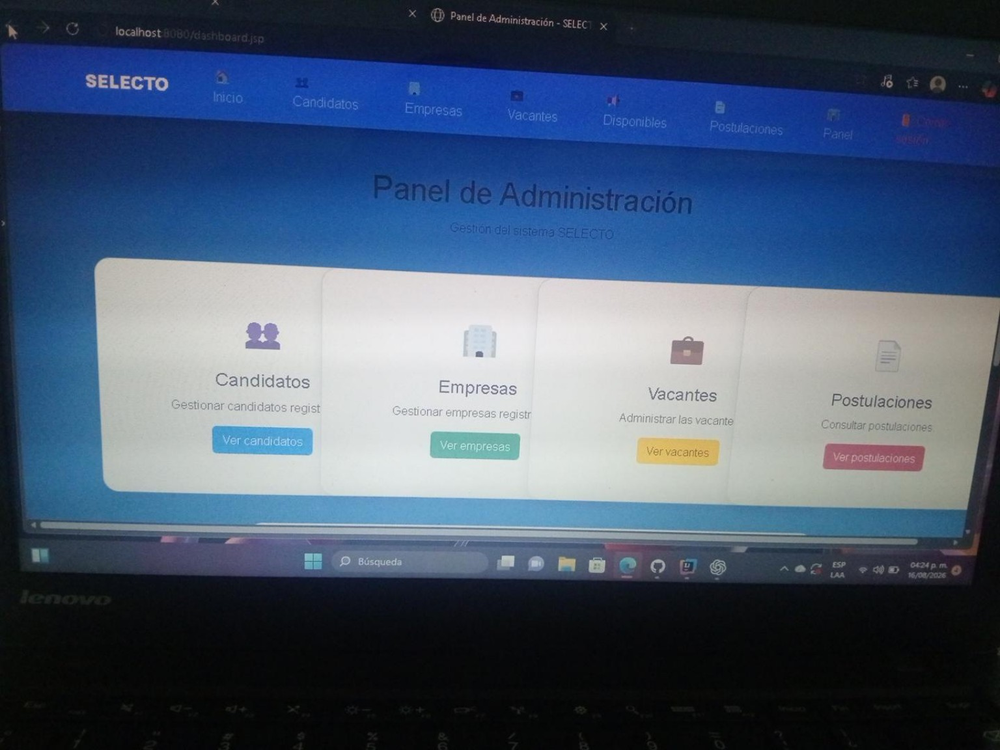 Panel de Administración - SELEC
localhost:8080/dashboard.jsp
SELECTO
Inicio
Candidatos
Empresas
Vacantes
Disponibles
Postulaciones
Panel
sesión
Panel de Administración
Gestión del sistema SELECTO
Candidatos
Gestionar candidatos regist
Ver candidatos
Empresas
Gestionar empresas registr
Ver empresas
Vacantes
Administrar las vacante
Ver vacantes
Postulaciones
Consultar postulaciones.
Ver postulaciones
Búsqueda
ESP
LAA
04:24 p. m.
16/08/2026
4
lenovo